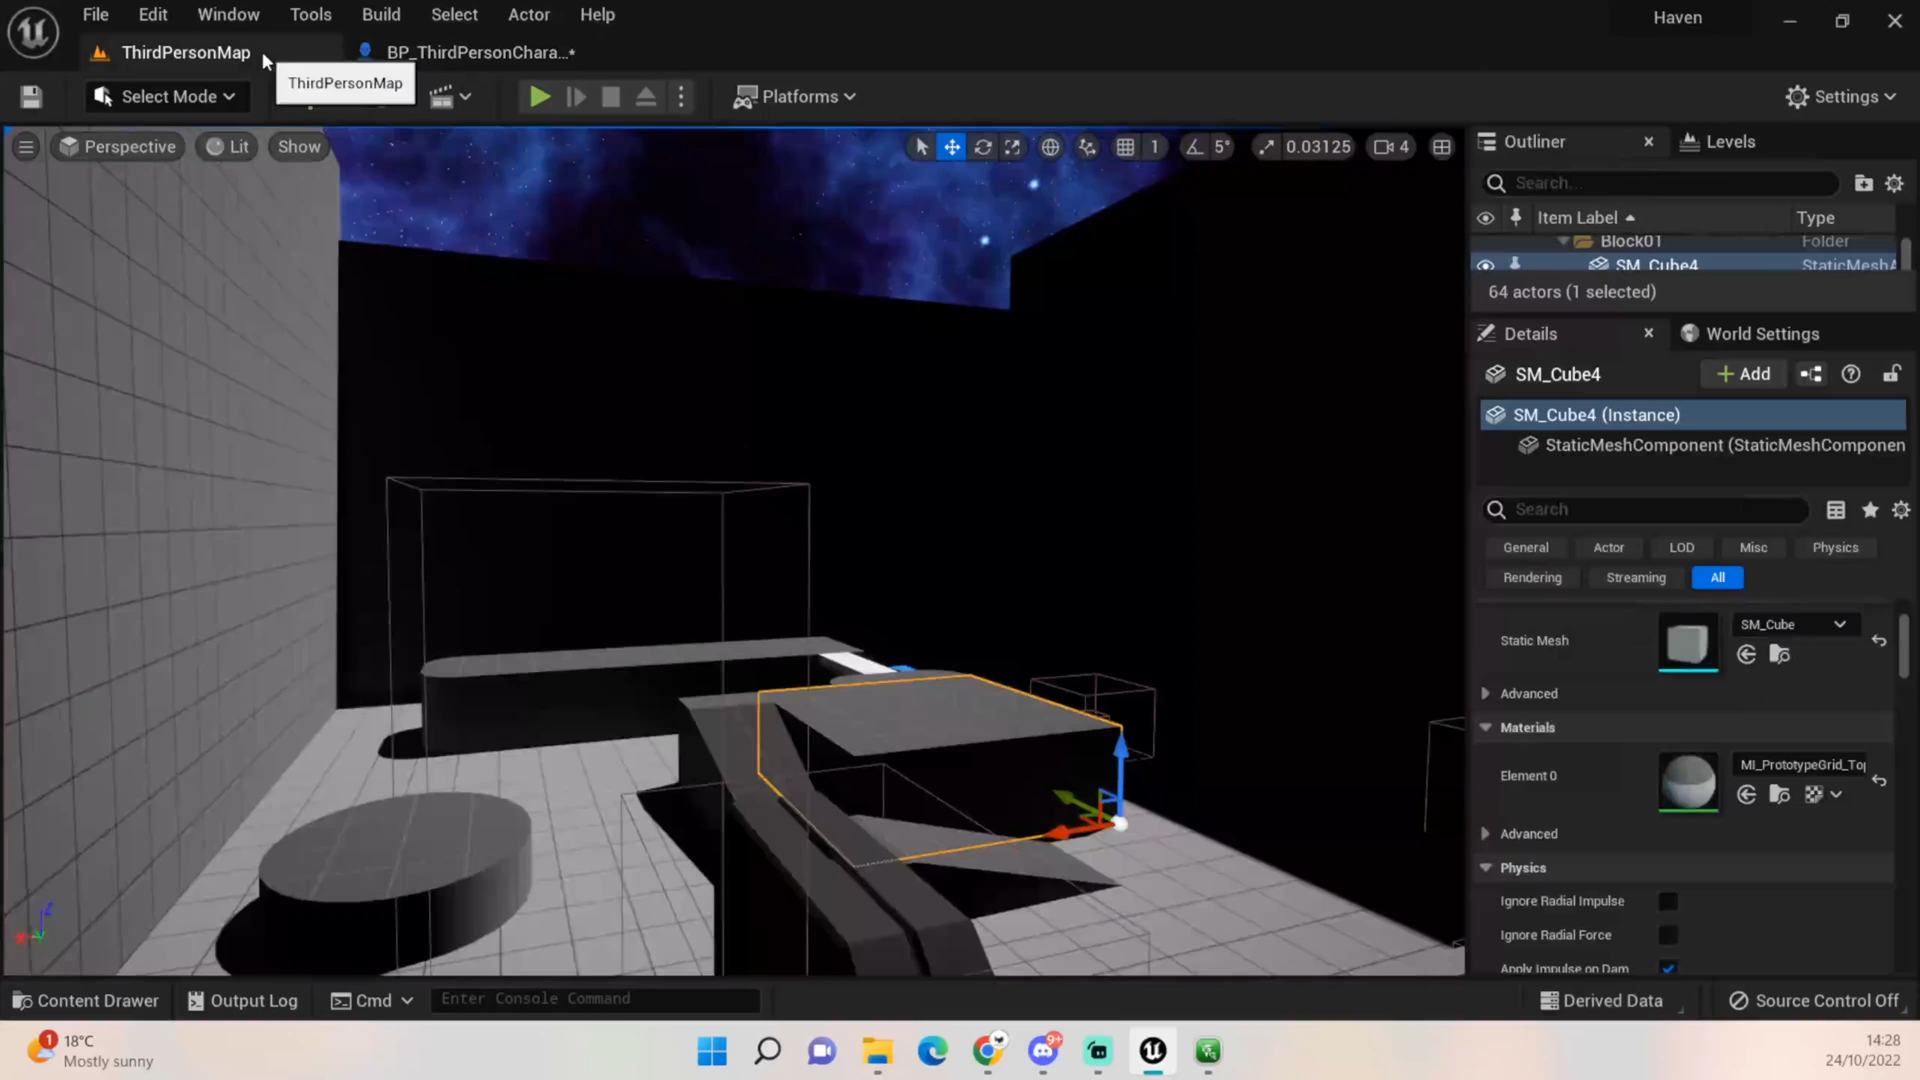 File Edit Window Tools Build Select Actor Help
Haven
ThirdPersonMap
BP_ThirdPersonChara...*
ThirdPersonMap
Select Mode
Platforms
Settings
Perspective
Lit
Show
1
5°
0.03125
4
Outliner
Levels
Search...
Item Label
Type
Block01
Folder
SM_Cube4
StaticMeshA
64 actors (1 selected)
Details
World Settings
SM_Cube4
Add
SM_Cube4 (Instance)
StaticMeshComponent (StaticMeshComponen
Search
General
Actor
LOD
Misc
Physics
Rendering
Streaming
All
Static Mesh
SM_Cube
Advanced
Materials
Element 0
MI_PrototypeGrid_Top
Advanced
Physics
Ignore Radial Impulse
Ignore Radial Force
Apply Impulse on Dam
Z
Content Drawer
Output Log
Cmd
Enter Console Command
Derived Data
Source Control Off
1
18°C
Mostly sunny
9+
14:28
24/10/2022